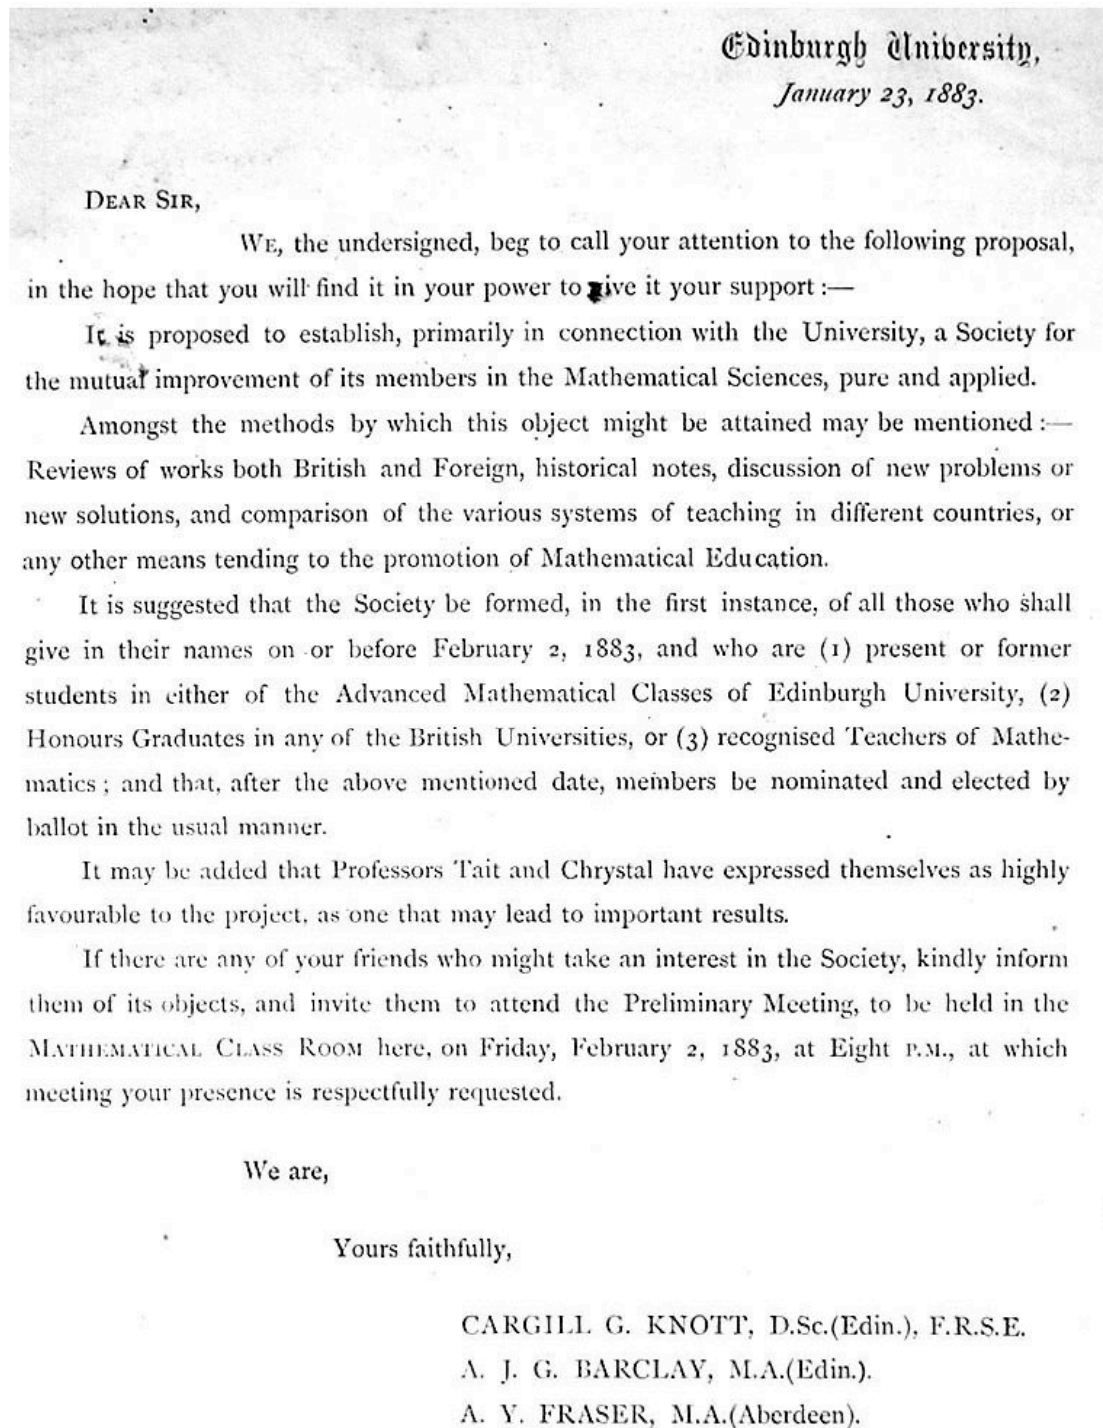 Edinburgh University,
January 23, 1883.
DEAR SIR,
WE, the undersigned, beg to call your attention to the following proposal,
in the hope that you will find it in your power to give it your support :—
It is proposed to establish, primarily in connection with the University, a Society for
the mutual improvement of its members in the Mathematical Sciences, pure and applied.
Amongst the methods by which this object might be attained may be mentioned :—
Reviews of works both British and Foreign, historical notes, discussion of new problems or
new solutions, and comparison of the various systems of teaching in different countries, or
any other means tending to the promotion of Mathematical Education.
It is suggested that the Society be formed, in the first instance, of all those who shall
give in their names on or before February 2, 1883, and who are (1) present or former
students in either of the Advanced Mathematical Classes of Edinburgh University, (2)
Honours Graduates in any of the British Universities, or (3) recognised Teachers of Mathe-
matics ; and that, after the above mentioned date, members be nominated and elected by
ballot in the usual manner.
It may be added that Professors Tait and Chrystal have expressed themselves as highly
favourable to the project, as one that may lead to important results.
If there are any of your friends who might take an interest in the Society, kindly inform
them of its objects, and invite them to attend the Preliminary Meeting, to be held in the
MATHEMATICAL CLASS ROOM here, on Friday, February 2, 1883, at Eight P.M., at which
meeting your presence is respectfully requested.
We are,
Yours faithfully,
CARGILL G. KNOTT, D.Sc.(Edin.), F.R.S.E.
A. J. G. BARCLAY, M.A.(Edin.).
A. Y. FRASER, M.A.(Aberdeen).